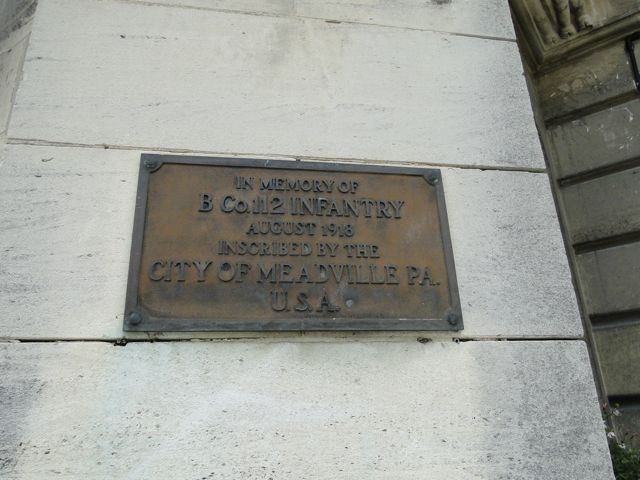 IN MEMORY OF
B Co. 112 INFANTRY
AUGUST 1918
INSCRIBED BY THE
CITY OF MEADVILLE PA.
U.S.A.